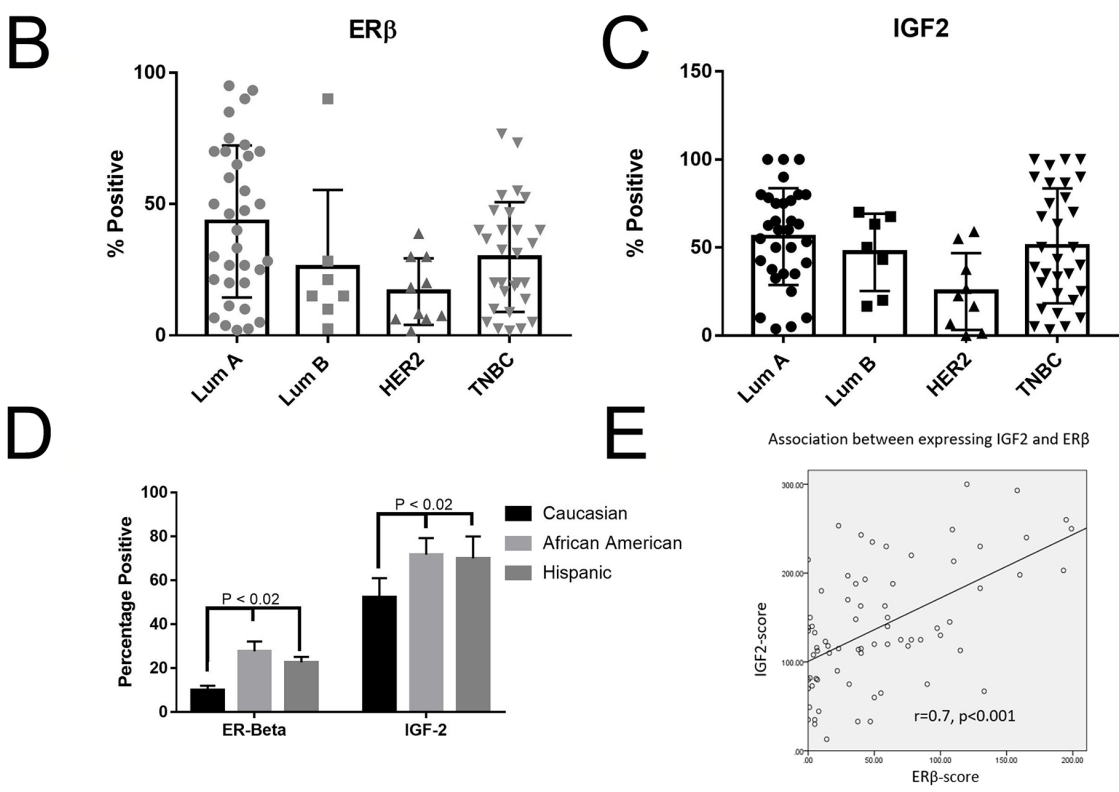 B
ERβ
% Positive
100
50
0
Lum A
Lum B
HER2
TNBC
C
IGF2
% Positive
150
100
50
0
Lum A
Lum B
HER2
TNBC
D
Percentage Positive
100
80
60
40
20
0
P < 0.02
P < 0.02
ER-Beta
IGF-2
Caucasian
African American
Hispanic
E
Association between expressing IGF2 and ERβ
IGF2-score
300.00
200.00
100.00
.00
r=0.7, p<0.001
.00
50.00
100.00
150.00
200.00
ERβ-score